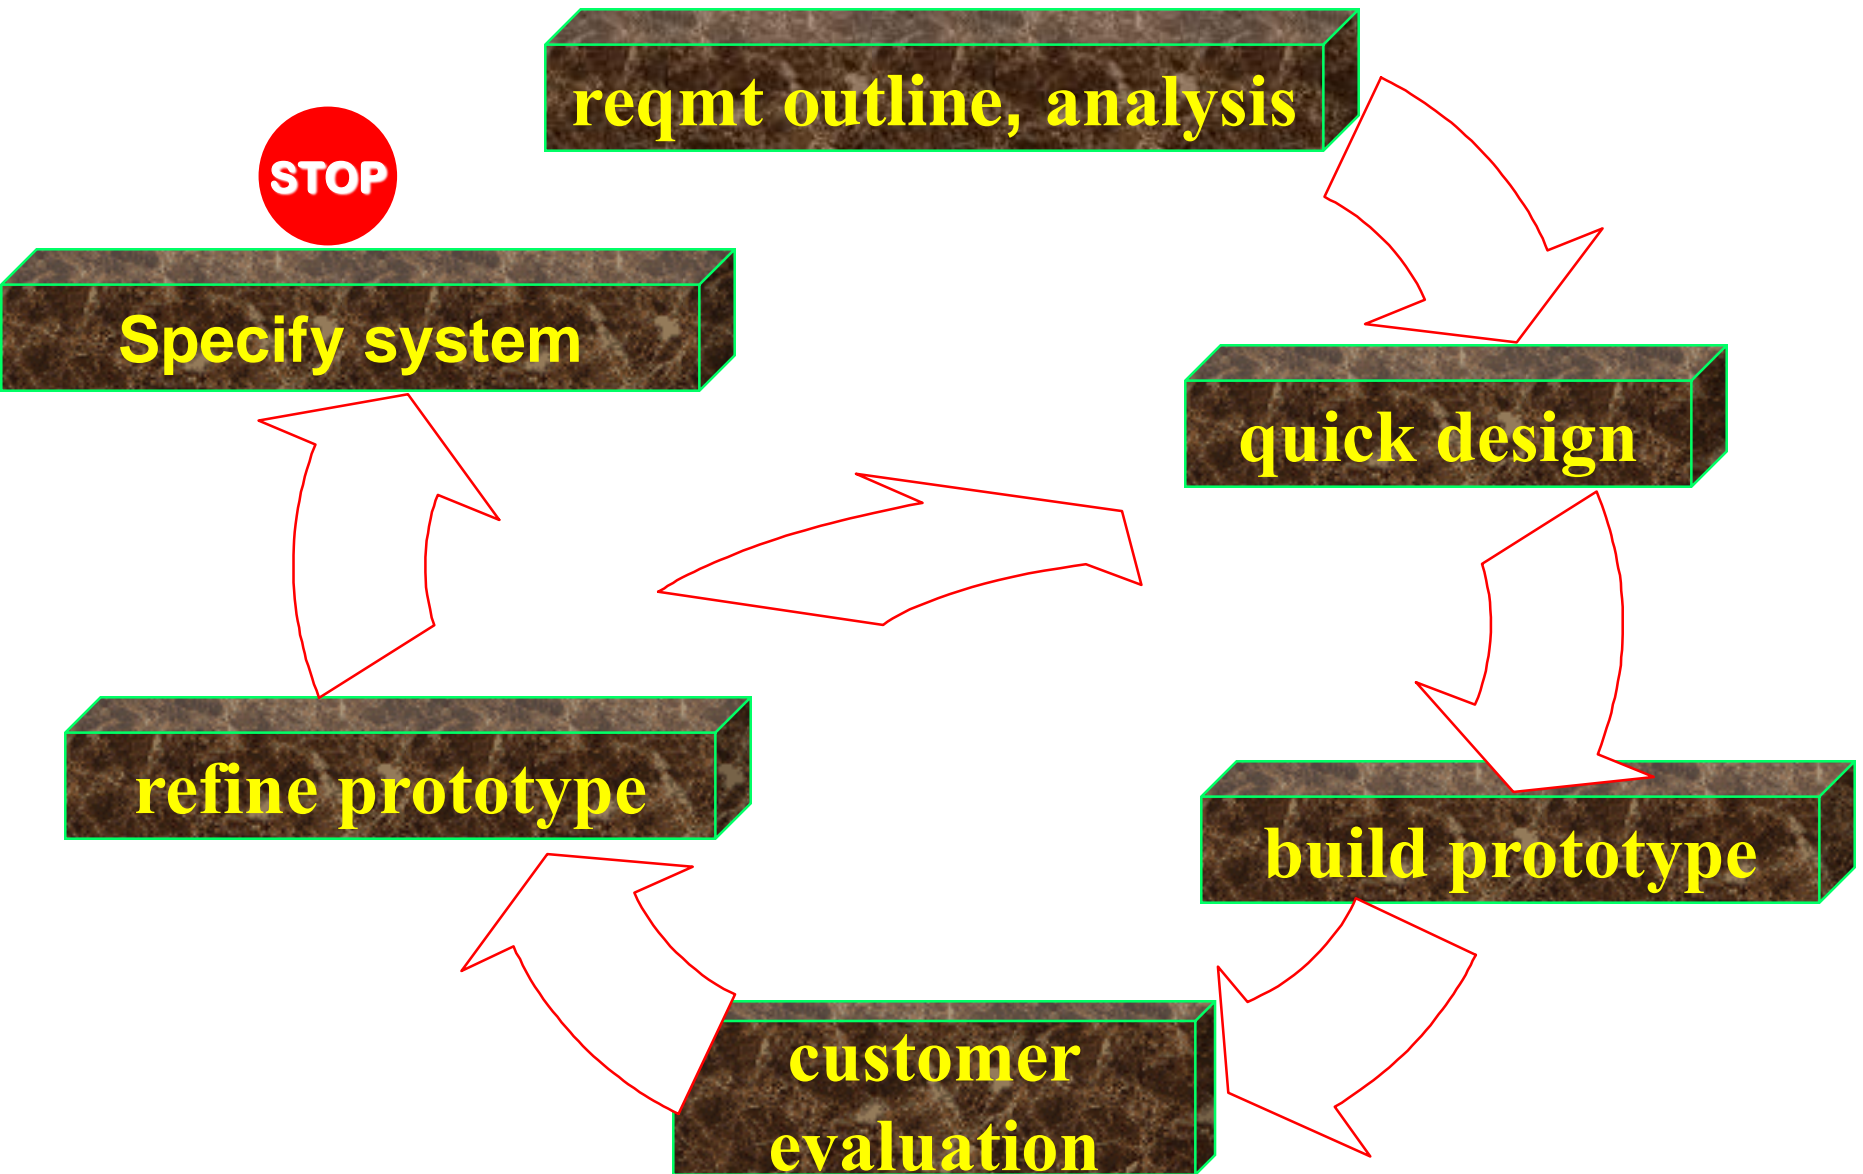 reqmt outline, analysis
STOP
Specify system
quick design
refine prototype
build prototype
customer
evaluation